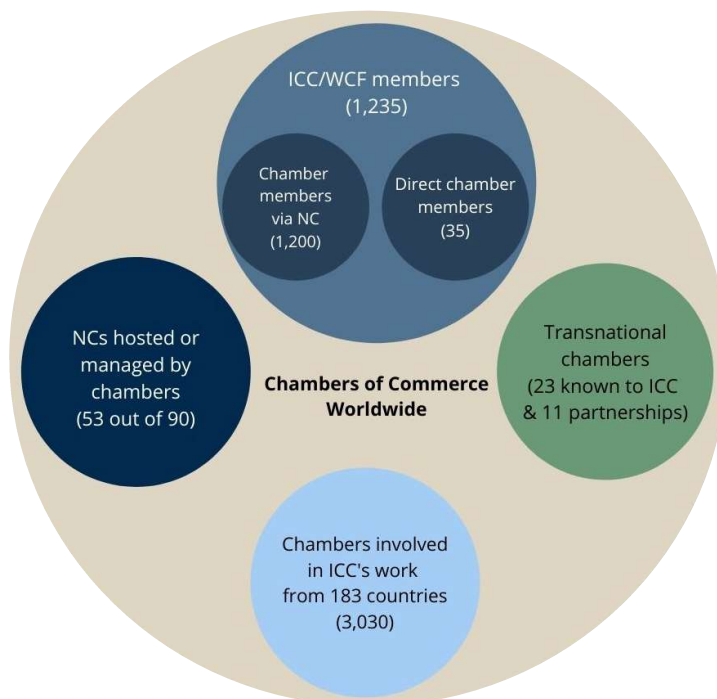 ICC/WCF members
(1,235)
Chamber
members
via NC
(1,200)
Direct chamber
members
(35)
NCs hosted or
managed by
chambers
(53 out of 90)
Chambers of Commerce
Worldwide
Transnational
chambers
(23 known to ICC
& 11 partnerships)
Chambers involved
in ICC's work
from 183 countries
(3,030)